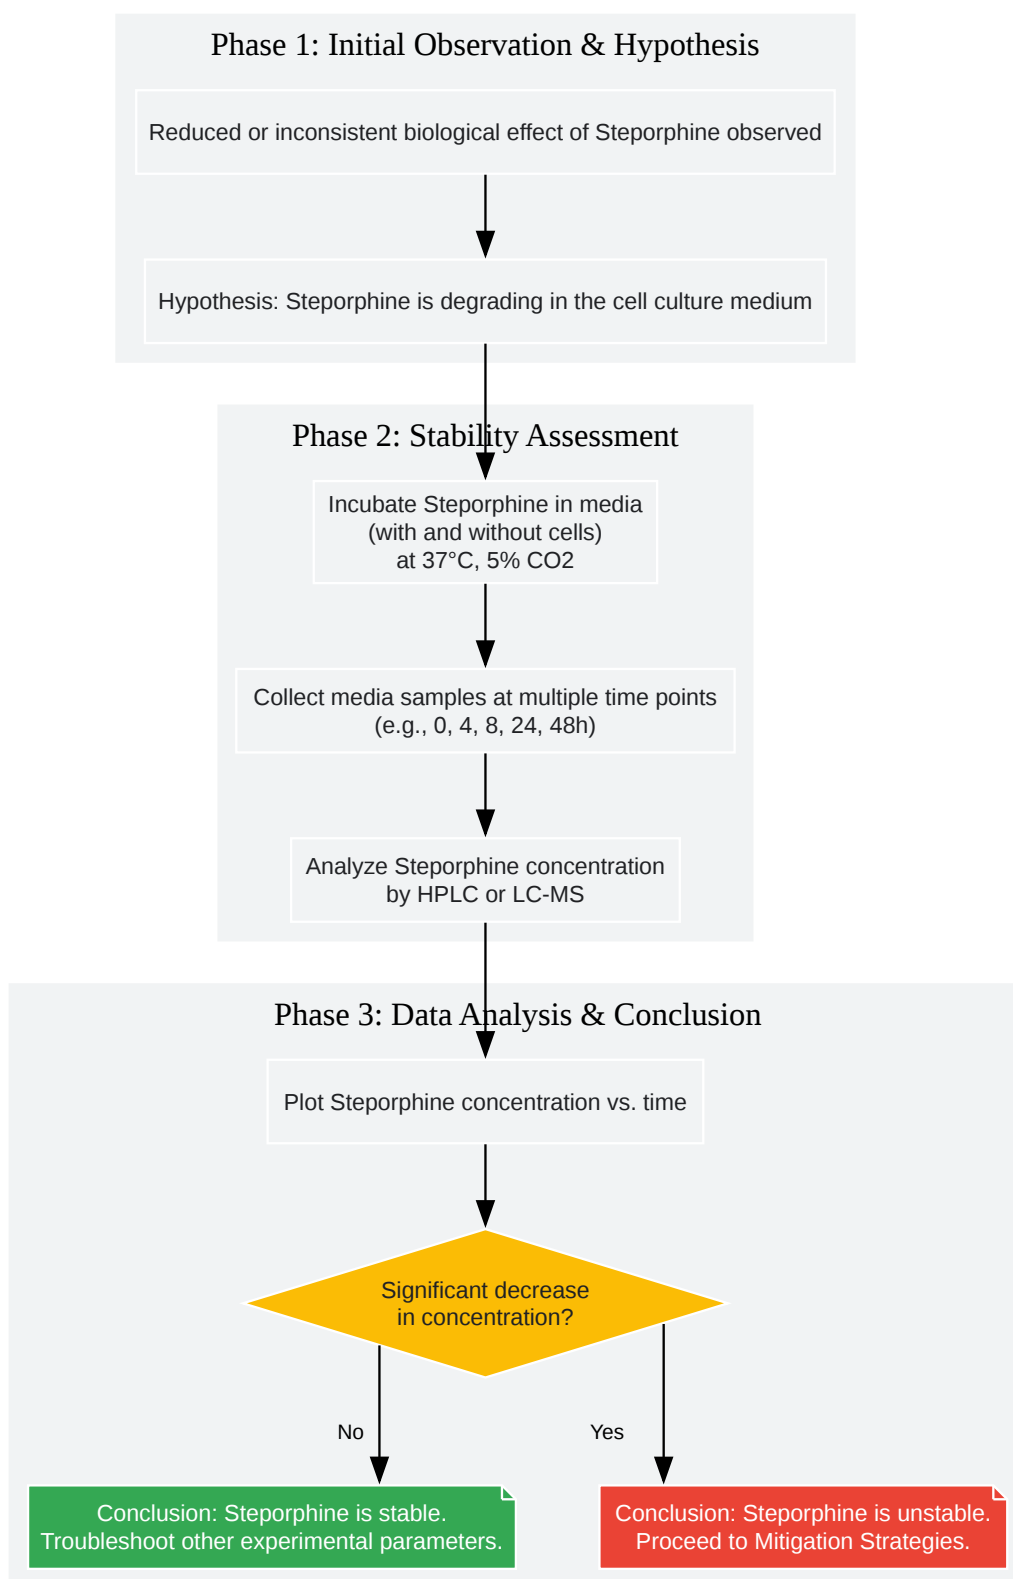 Phase 1: Initial Observation & Hypothesis
Reduced or inconsistent biological effect of Steporphine observed
Hypothesis: Steporphine is degrading in the cell culture medium
Phase 2: Stability Assessment
Incubate Steporphine in media
(with and without cells)
at 37°C, 5% CO2
Collect media samples at multiple time points
(e.g., 0, 4, 8, 24, 48h)
Analyze Steporphine concentration
by HPLC or LC-MS
Phase 3: Data Analysis & Conclusion
Plot Steporphine concentration vs. time
Significant decrease
in concentration?
No
Yes
Conclusion: Steporphine is stable.
Troubleshoot other experimental parameters.
Conclusion: Steporphine is unstable.
Proceed to Mitigation Strategies.